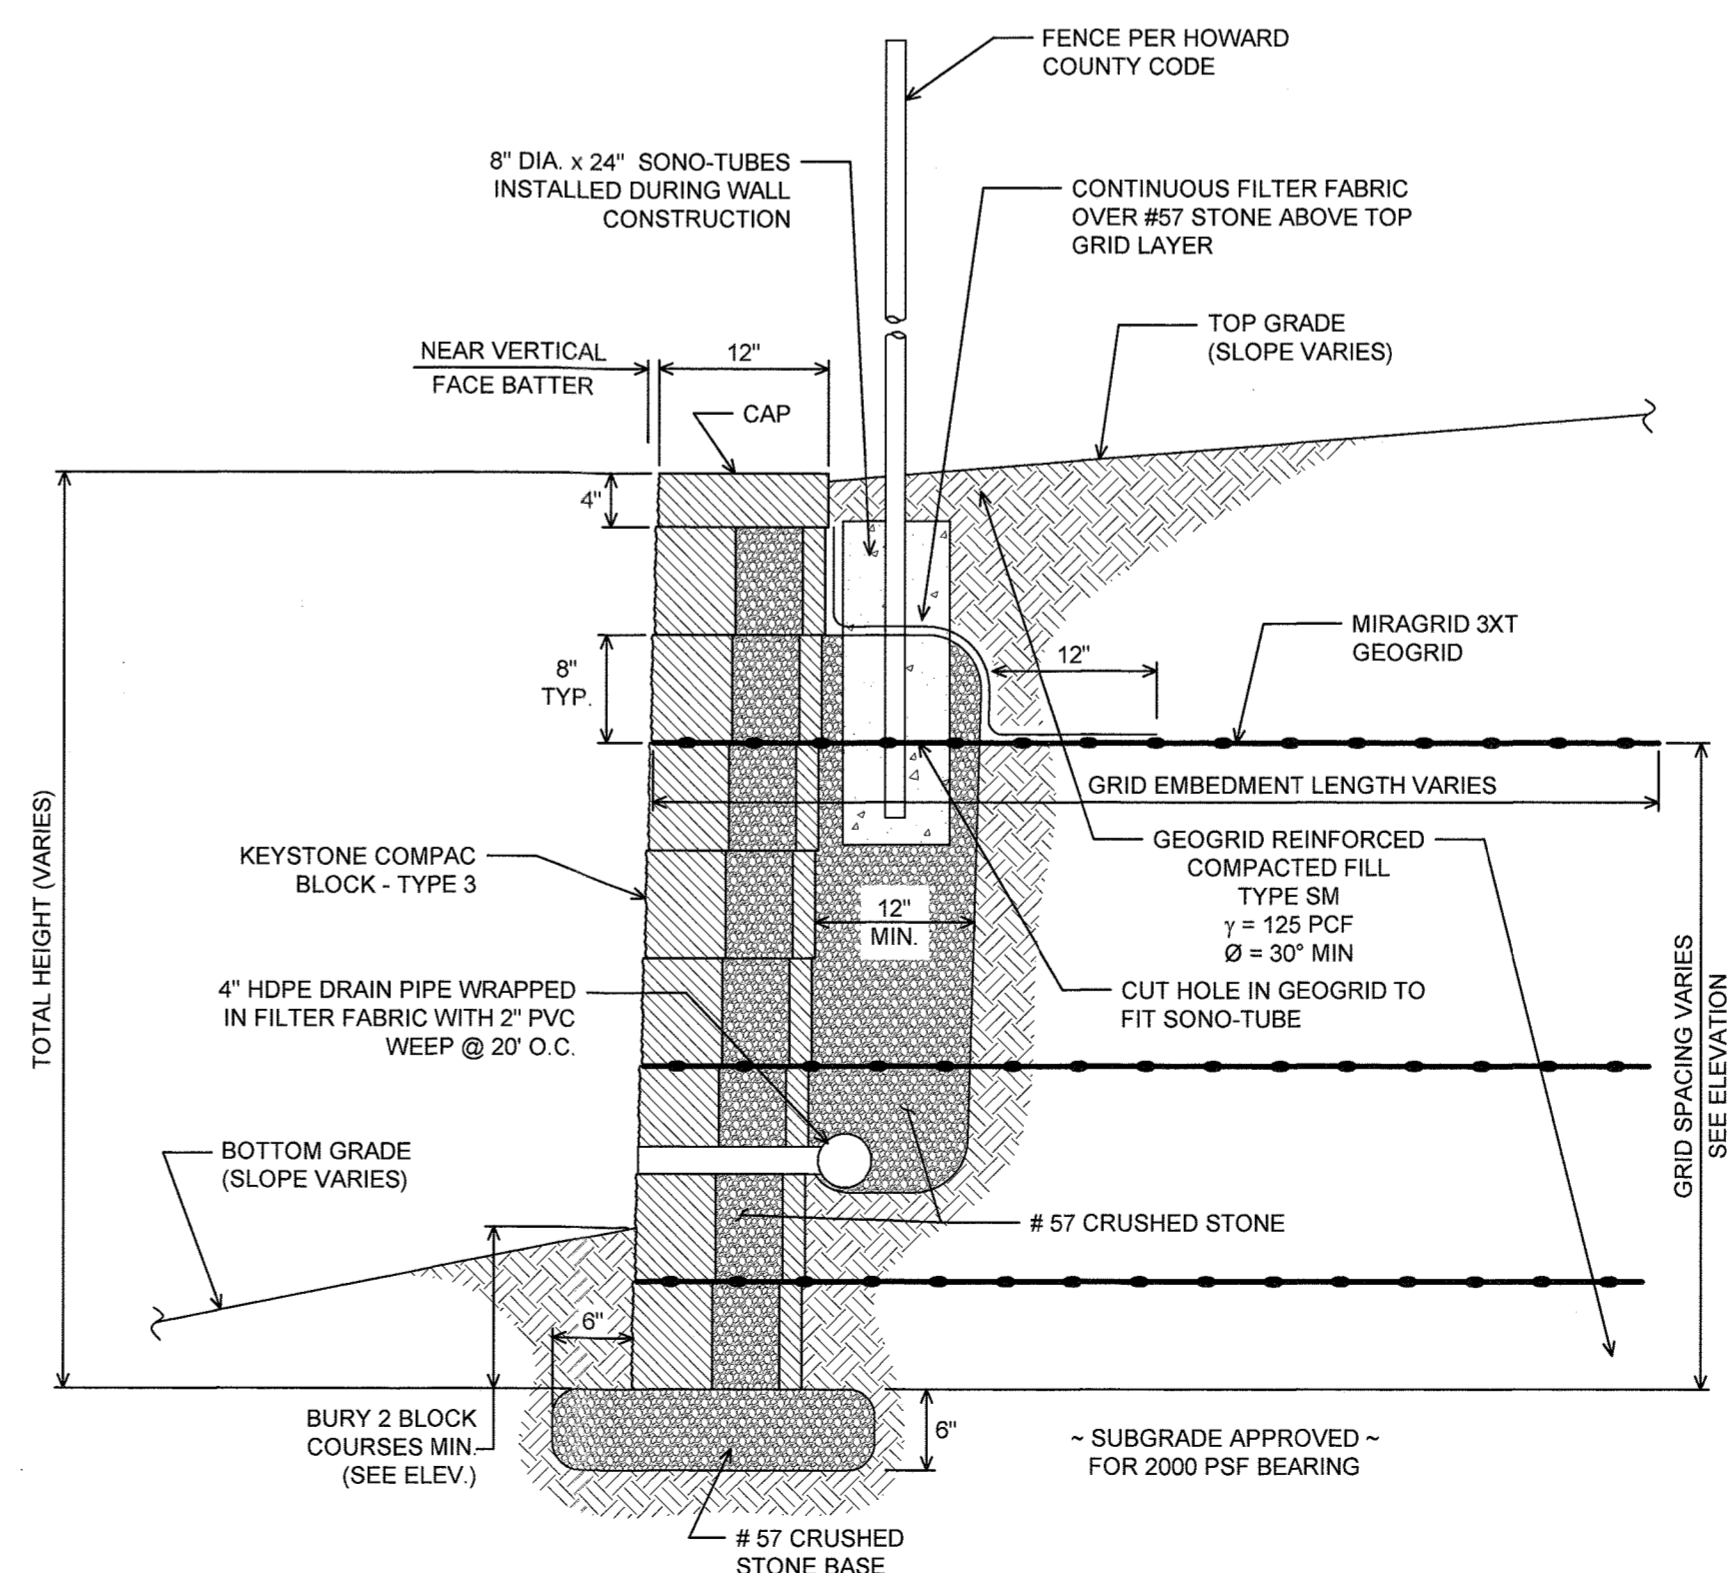 FENCE PER HOWARD
COUNTY CODE
8" DIA. x 24" SONO-TUBES
INSTALLED DURING WALL
CONSTRUCTION
CONTINUOUS FILTER FABRIC
OVER #57 STONE ABOVE TOP
GRID LAYER
TOP GRADE
(SLOPE VARIES)
NEAR VERTICAL
FACE BATTER
12"
CAP
4"
8"
TYP.
12"
MIRAGRID 3XT
GEOGRID
GRID EMBEDMENT LENGTH VARIES
TOTAL HEIGHT (VARIES)
KEYSTONE COMPAC
BLOCK - TYPE 3
GEOGRID REINFORCED
COMPACTED FILL
TYPE SM
γ = 125 PCF
Ø = 30° MIN
12"
MIN.
4" HDPE DRAIN PIPE WRAPPED
IN FILTER FABRIC WITH 2" PVC
WEEP @ 20' O.C.
CUT HOLE IN GEOGRID TO
FIT SONO-TUBE
GRID SPACING VARIES
SEE ELEVATION
BOTTOM GRADE
(SLOPE VARIES)
# 57 CRUSHED STONE
6"
BURY 2 BLOCK
COURSES MIN.
(SEE ELEV.)
6"
~ SUBGRADE APPROVED ~
FOR 2000 PSF BEARING
# 57 CRUSHED
STONE BASE